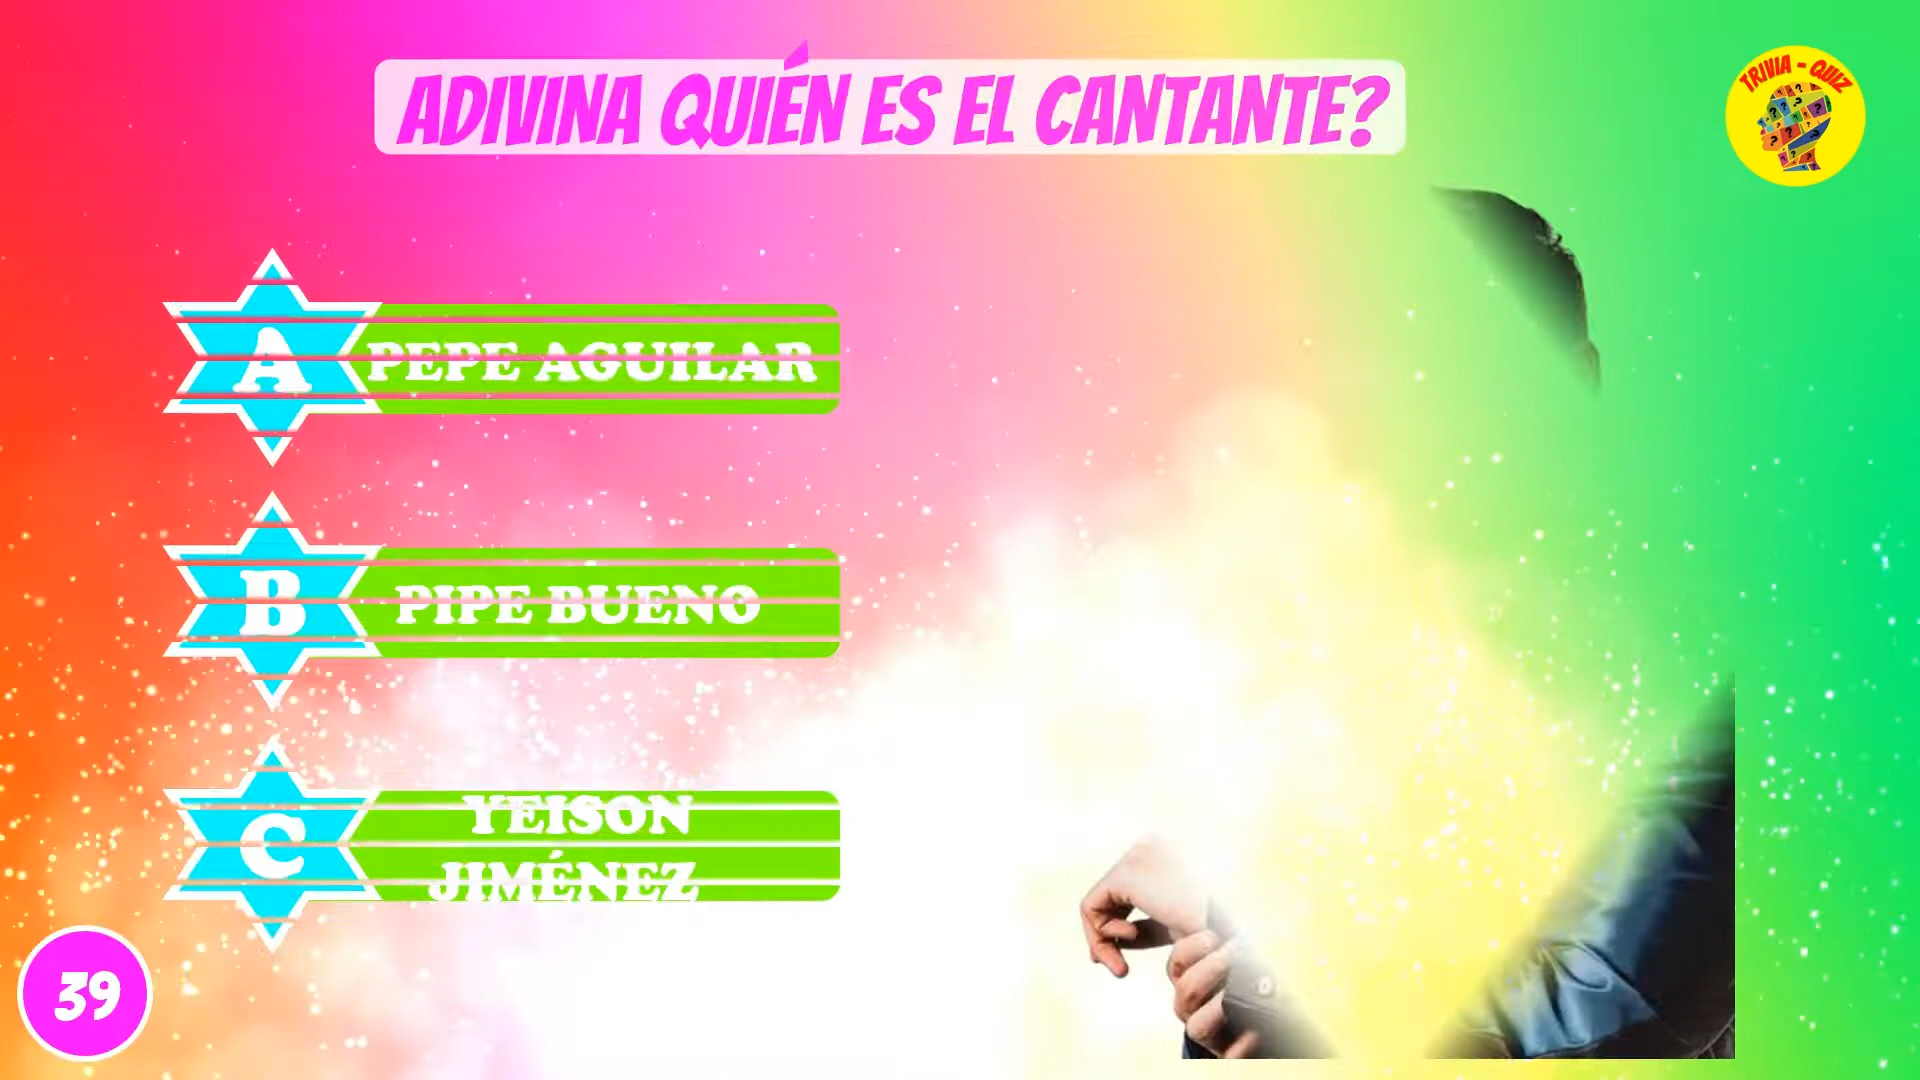 ADIVINA QUIÉN ES EL CANTANTE?
TRIVIA - QUIZ
A PEPE AGUILAR
B PIPE BUENO
C YEISON
JIMÉNEZ
39